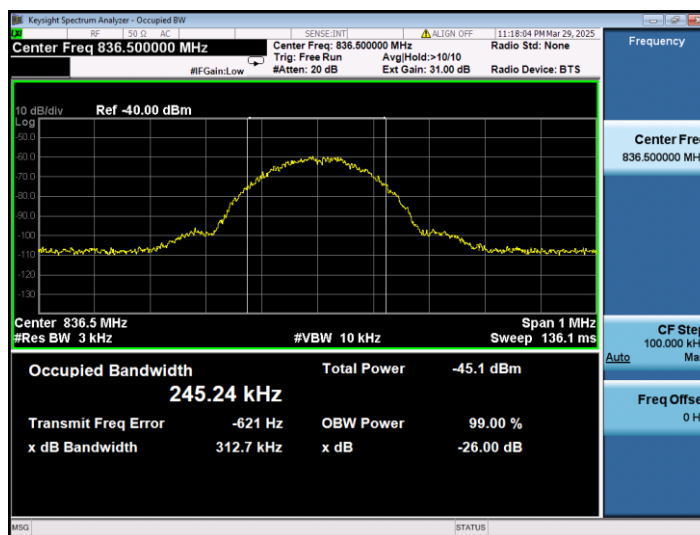 Keysight Spectrum Analyzer - Occupied BW
RF 50 Ω AC SENSE:INT ALIGN OFF 11:18:04 PM Mar 29, 2025
Center Freq 836.500000 MHz Center Freq: 836.500000 MHz Radio Std: None
Trig: Free Run Avg|Hold:>10/10
#IFGain:Low #Atten: 20 dB Ext Gain: 31.00 dB Radio Device: BTS
Frequency
10 dB/div Ref -40.00 dBm
Log
-50.0
-60.0
-70.0
-80.0
-90.0
-100
-110
-120
-130
Center 836.5 MHz Span 1 MHz
#Res BW 3 kHz #VBW 10 kHz Sweep 136.1 ms
Occupied Bandwidth Total Power -45.1 dBm
245.24 kHz
Transmit Freq Error -621 Hz OBW Power 99.00 %
x dB Bandwidth 312.7 kHz x dB -26.00 dB
Center Fre
836.500000 MH
CF Step
100.000 kH
Auto Ma
Freq Offse
0 H
MSG STATUS